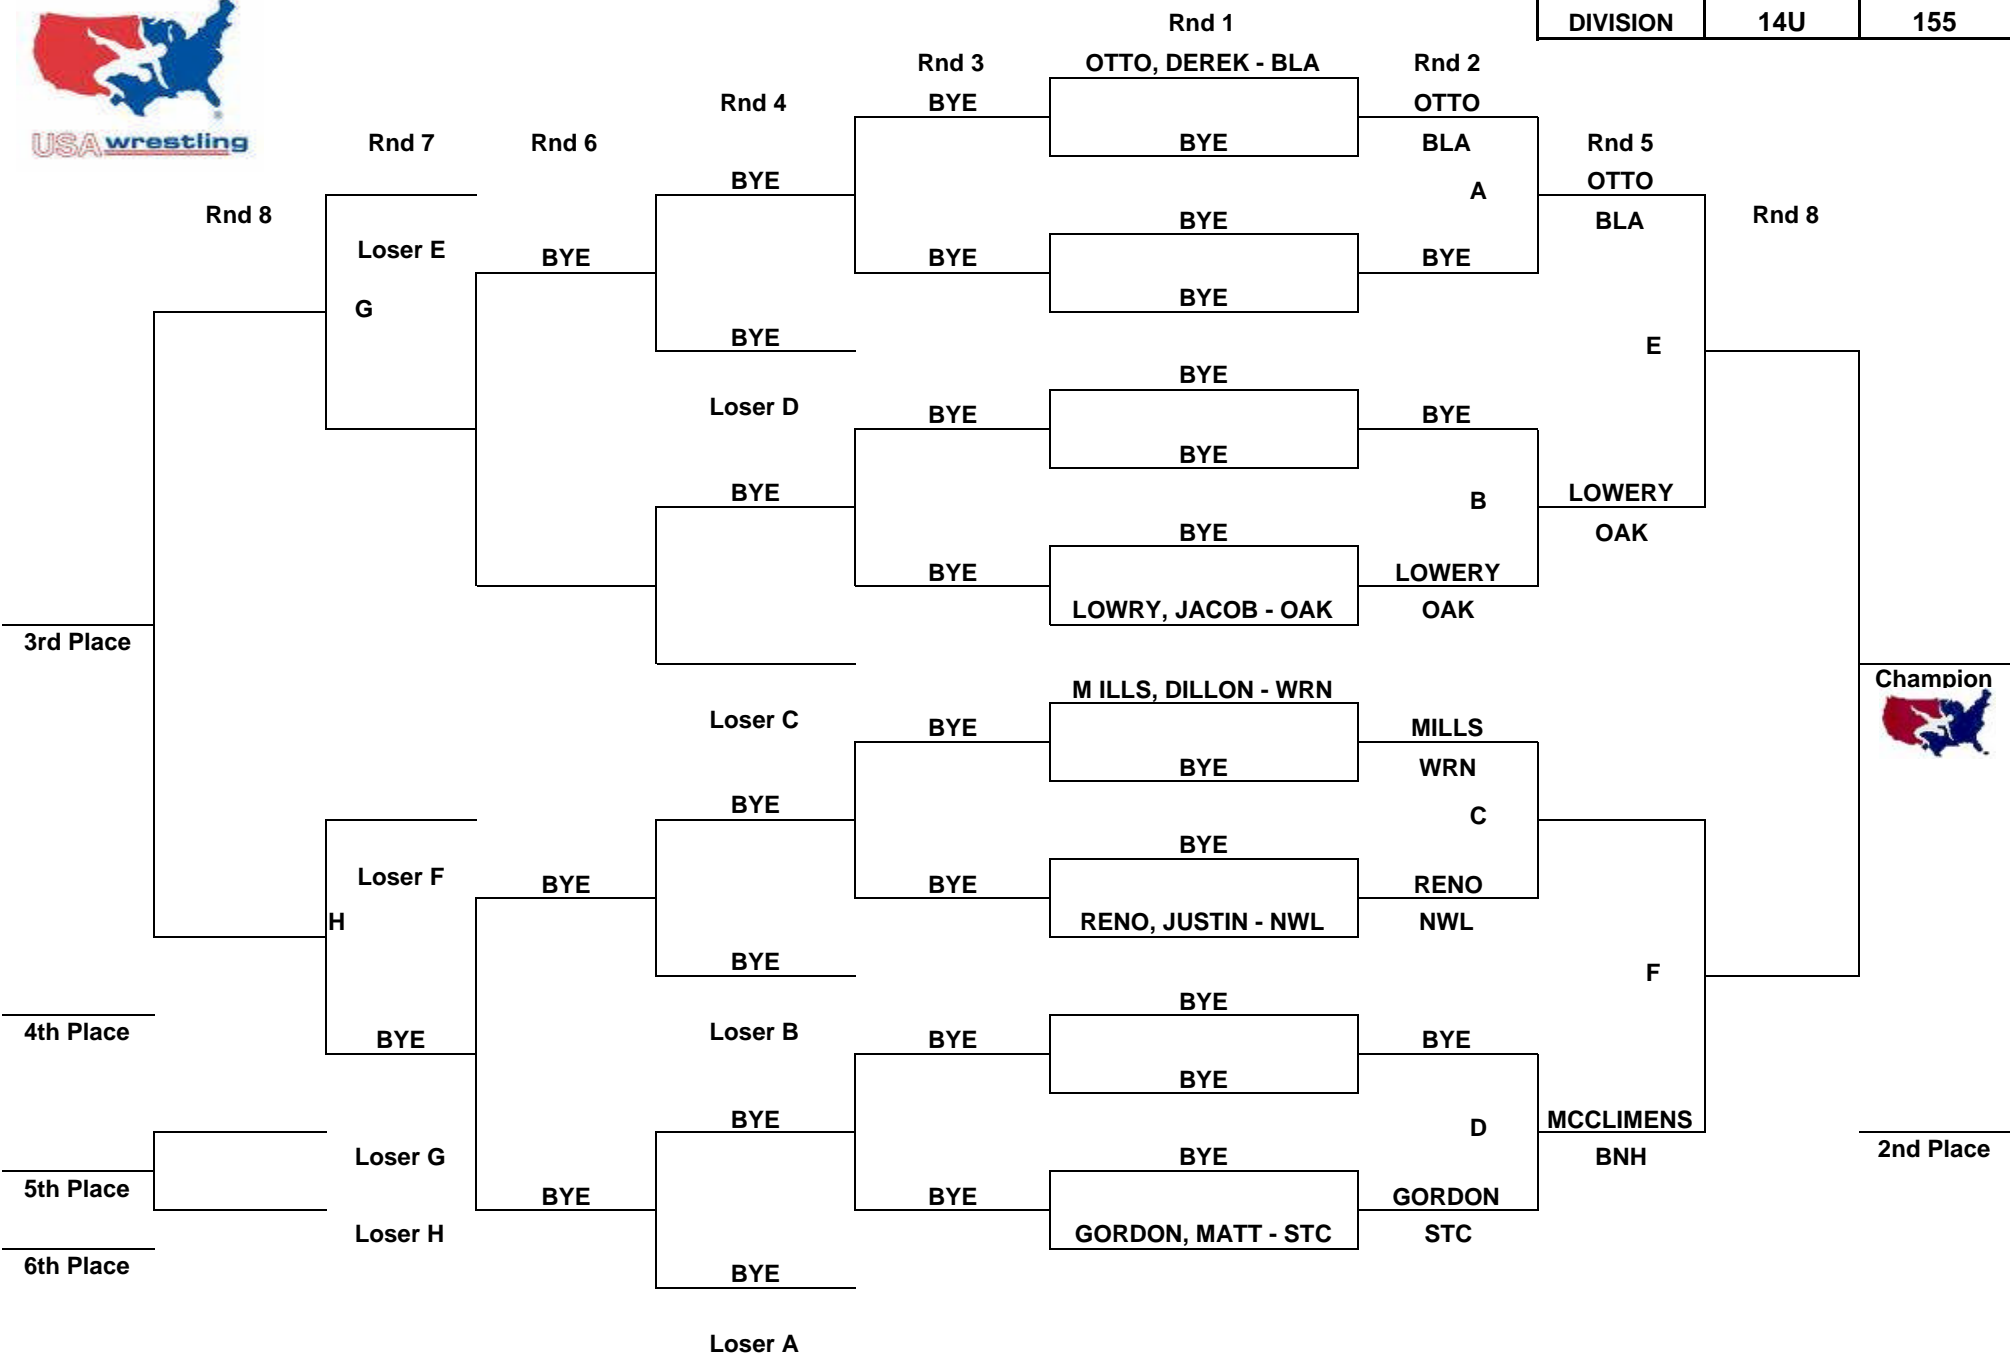 Rnd 1
DIVISION 14U 155
Rnd 3 OTTO, DEREK - BLA Rnd 2
Rnd 4 BYE OTTO
USA wrestling Rnd 7 Rnd 6 BYE BLA Rnd 5
BYE OTTO
A
Rnd 8 BYE BLA Rnd 8
Loser E BYE BYE BYE
G BYE
BYE E
BYE
Loser D BYE BYE
BYE
BYE B LOWERY
BYE OAK
BYE LOWERY
LOWRY, JACOB - OAK OAK
3rd Place
M ILLS, DILLON - WRN Champion
Loser C BYE MILLS
BYE WRN
BYE C
BYE
Loser F BYE BYE RENO
H RENO, JUSTIN - NWL NWL
BYE F
BYE
4th Place BYE Loser B BYE BYE
BYE
BYE D MCCLIMENS
Loser G BYE BNH 2nd Place
5th Place BYE BYE GORDON
Loser H GORDON, MATT - STC STC
6th Place BYE
Loser A